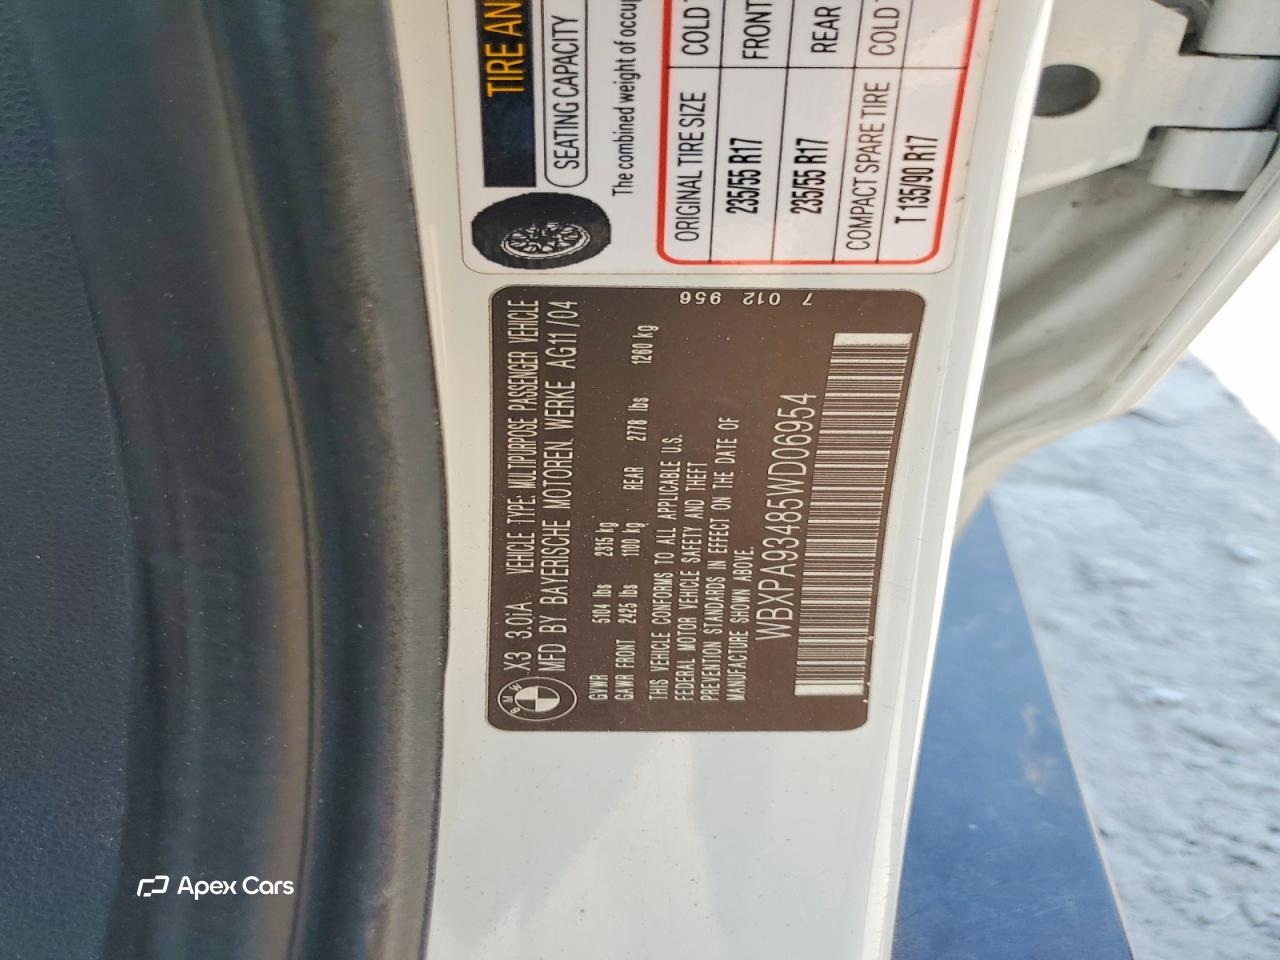 TIRE AN
SEATING CAPACITY
The combined weight of occup
ORIGINAL TIRE SIZE COLD
235/55 R17 FRONT
235/55 R17 REAR
COMPACT SPARE TIRE COLD
T 135/90 R17
BMW
X3 3.0iA VEHICLE TYPE: MULTIPURPOSE PASSENGER VEHICLE
MFD BY BAYERISCHE MOTOREN WERKE AG11/04
GVWR 5104 lbs 2315 kg
GAWR FRONT 2425 lbs 1100 kg REAR 2778 lbs 1260 kg
THIS VEHICLE CONFORMS TO ALL APPLICABLE U.S.
FEDERAL MOTOR VEHICLE SAFETY AND THEFT
PREVENTION STANDARDS IN EFFECT ON THE DATE OF
MANUFACTURE SHOWN ABOVE.
WBXPA93485WD06954
7 012 956
Apex Cars